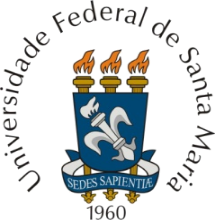 Universidade Federal de Santa Maria
SEDES SAPIENTIÆ
1960